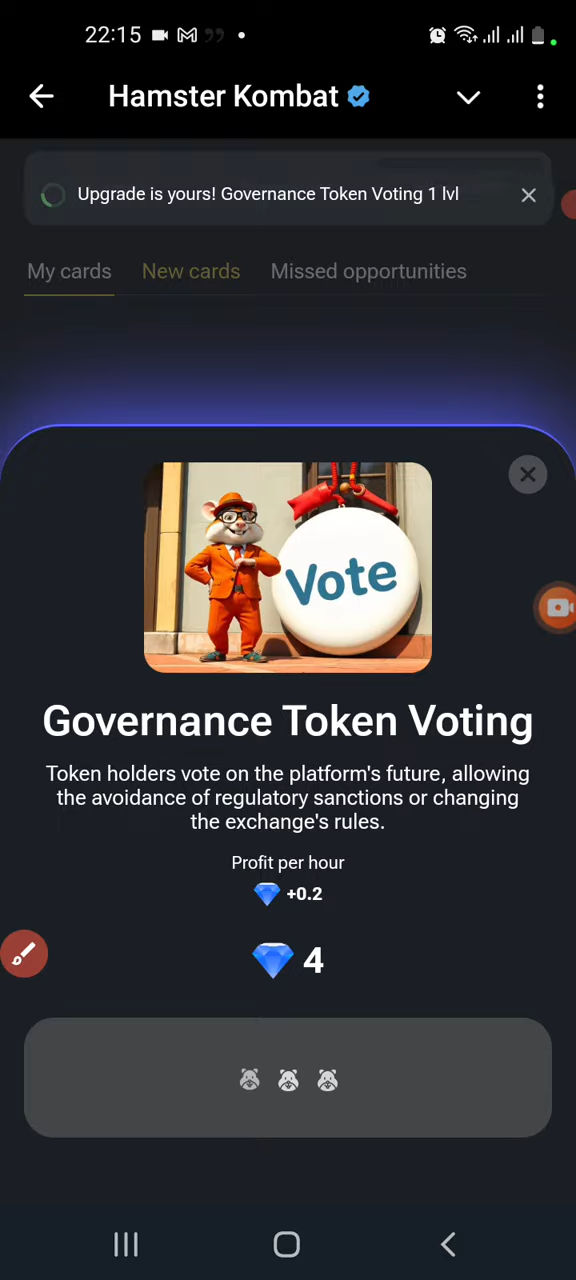 22:15
Hamster Kombat
Upgrade is yours! Governance Token Voting 1 lvl
My cards New cards Missed opportunities
Vote
Governance Token Voting
Token holders vote on the platform's future, allowing
the avoidance of regulatory sanctions or changing
the exchange's rules.
Profit per hour
+0.2
4